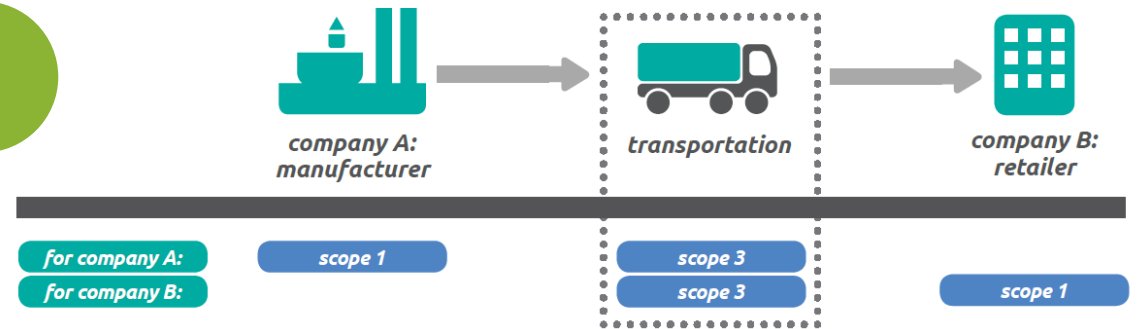 company A:
manufacturer
transportation
company B:
retailer
for company A:
scope 1
scope 3
for company B:
scope 3
scope 1